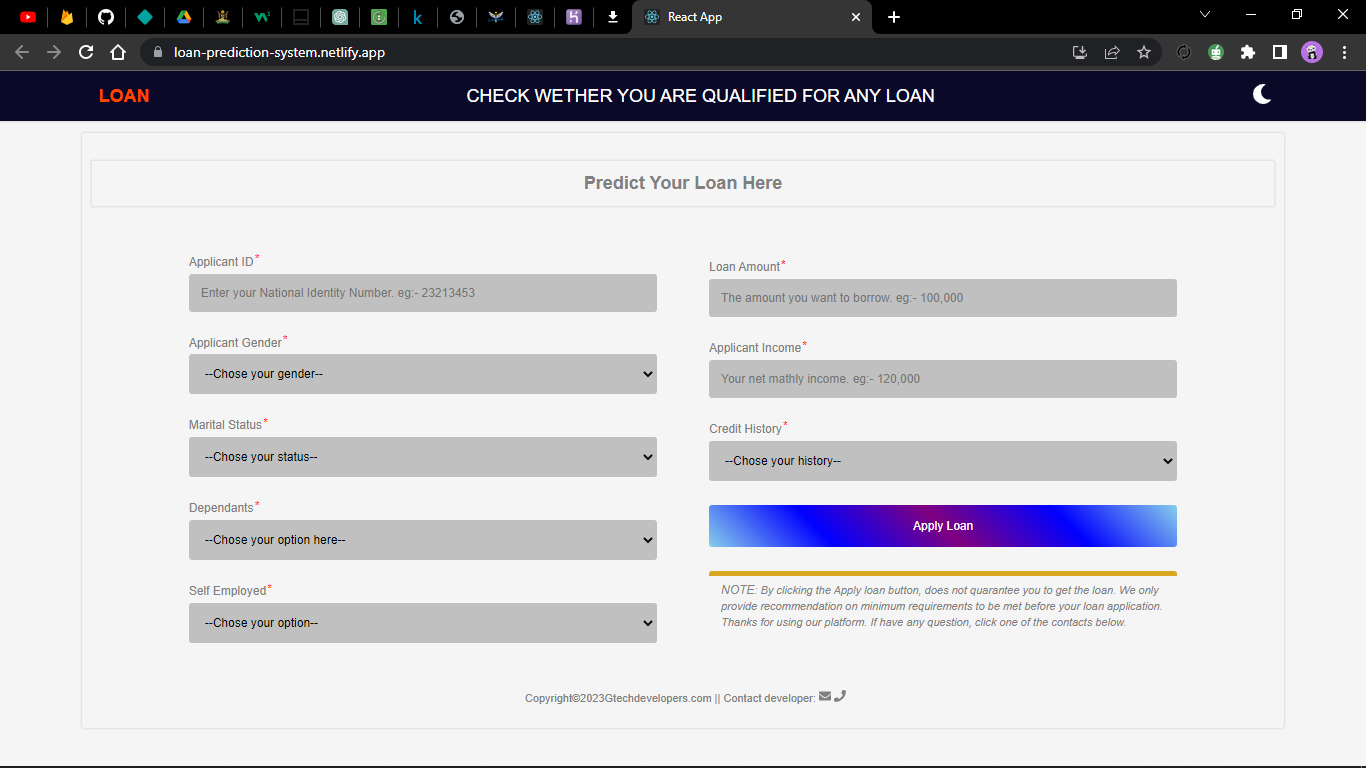 React App
loan-prediction-system.netlify.app
LOAN
CHECK WETHER YOU ARE QUALIFIED FOR ANY LOAN
Predict Your Loan Here
Applicant ID*
Enter your National Identity Number. eg:- 23213453
Applicant Gender*
--Chose your gender--
Marital Status*
--Chose your status--
Dependants*
--Chose your option here--
Self Employed*
--Chose your option--
Loan Amount*
The amount you want to borrow. eg:- 100,000
Applicant Income*
Your net mathly income. eg:- 120,000
Credit History*
--Chose your history--
Apply Loan
NOTE: By clicking the Apply loan button, does not quarantee you to get the loan. We only
provide recommendation on minimum requirements to be met before your loan application.
Thanks for using our platform. If have any question, click one of the contacts below.
Copyright©2023Gtechdevelopers.com || Contact developer: